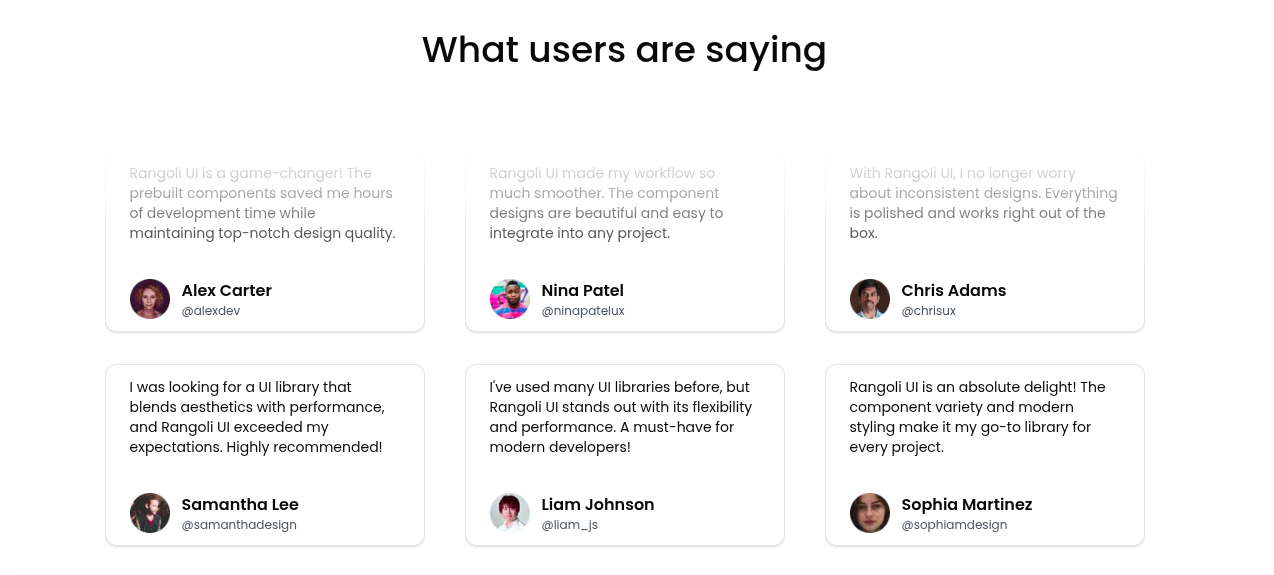 What users are saying
Rangoli UI is a game-changer! The
prebuilt components saved me hours
of development time while
maintaining top-notch design quality.
Alex Carter
@alexdev
Rangoli UI made my workflow so
much smoother. The component
designs are beautiful and easy to
integrate into any project.
Nina Patel
@ninapatelux
With Rangoli UI, I no longer worry
about inconsistent designs. Everything
is polished and works right out of the
box.
Chris Adams
@chrisux
I was looking for a UI library that
blends aesthetics with performance,
and Rangoli UI exceeded my
expectations. Highly recommended!
Samantha Lee
@samanthadesign
I've used many UI libraries before, but
Rangoli UI stands out with its flexibility
and performance. A must-have for
modern developers!
Liam Johnson
@liam_js
Rangoli UI is an absolute delight! The
component variety and modern
styling make it my go-to library for
every project.
Sophia Martinez
@sophiamdesign